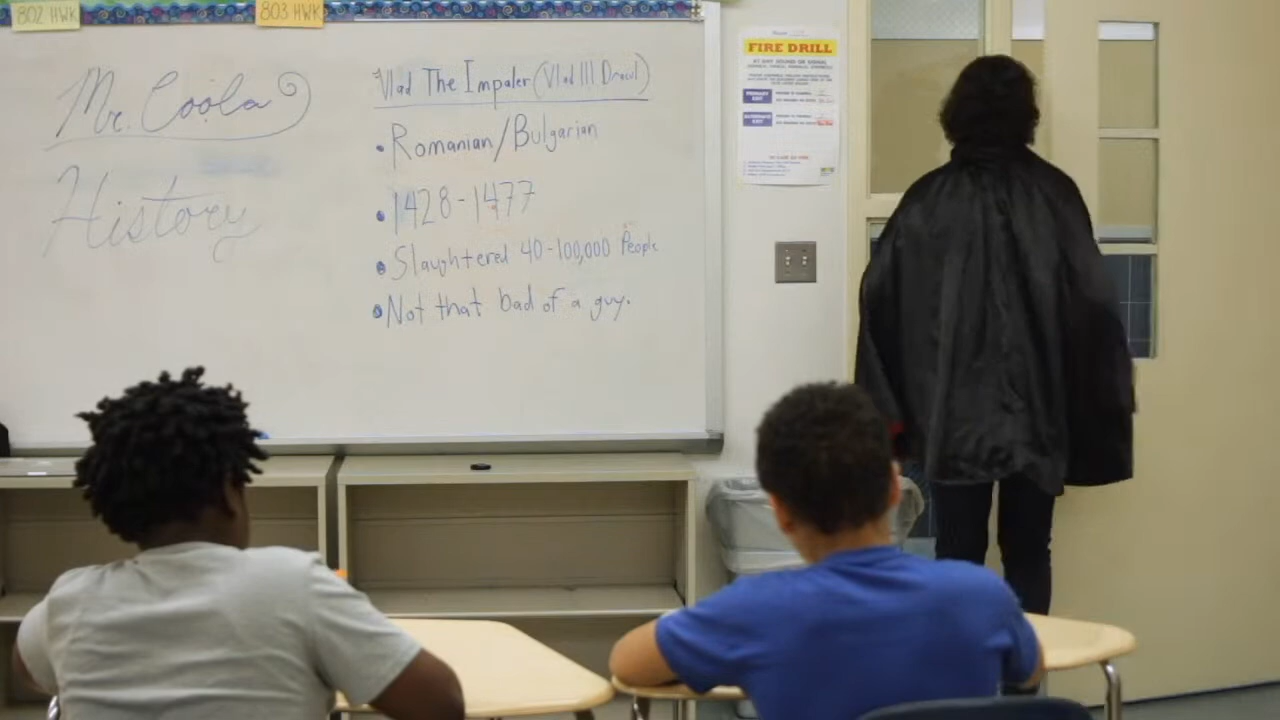 802 HWK
803 HWK
Mr. Coola
History
Vlad The Impaler (Vlad III Dracul)
• Romanian/Bulgarian
• 1428-1477
• Slaughtered 40-100,000 People
• Not that bad of a guy.
FIRE DRILL